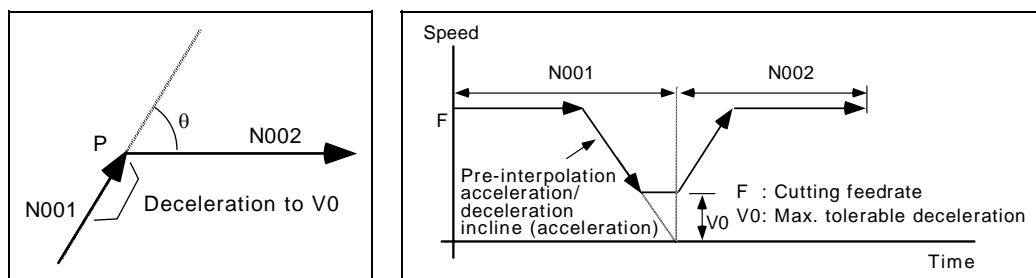 θ
P
N002
N001
Deceleration to V0
Speed
N001
N002
F
Pre-interpolation
acceleration/
deceleration
incline (acceleration)
V0
F : Cutting feedrate
V0: Max. tolerable deceleration
Time